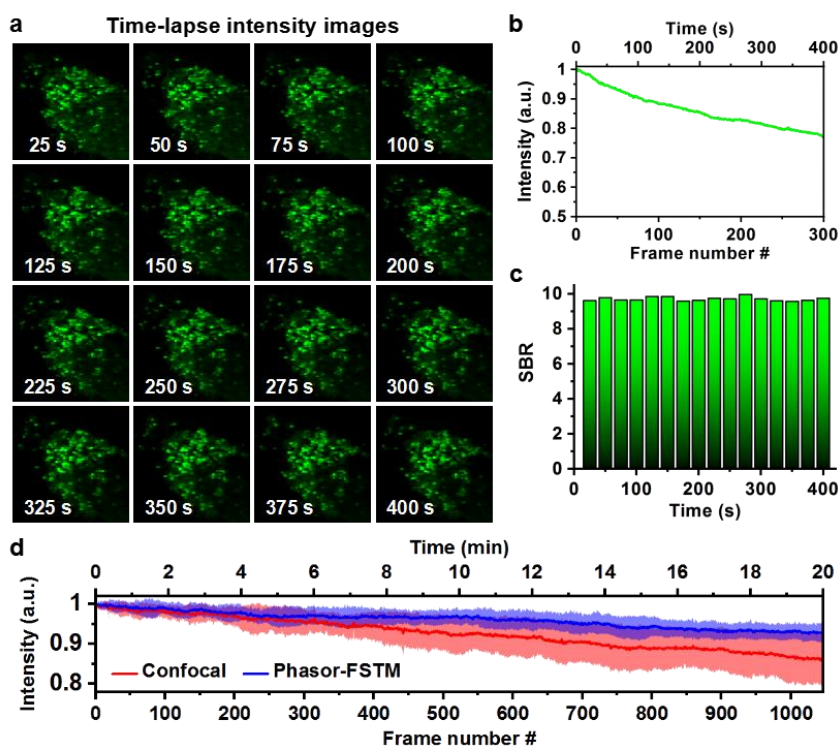 a
Time-lapse intensity images
25 s
50 s
75 s
100 s
125 s
150 s
175 s
200 s
225 s
250 s
275 s
300 s
325 s
350 s
375 s
400 s
b
Time (s)
0 100 200 300 400
Intensity (a.u.)
1
0.9
0.8
0.7
0.6
0.5
0 100 200 300
Frame number #
c
SBR
10
8
6
4
2
0
0 100 200 300 400
Time (s)
d
Time (min)
0 2 4 6 8 10 12 14 16 18 20
Intensity (a.u.)
1
0.9
0.8
Confocal Phasor-FSTM
0 100 200 300 400 500 600 700 800 900 1000
Frame number #